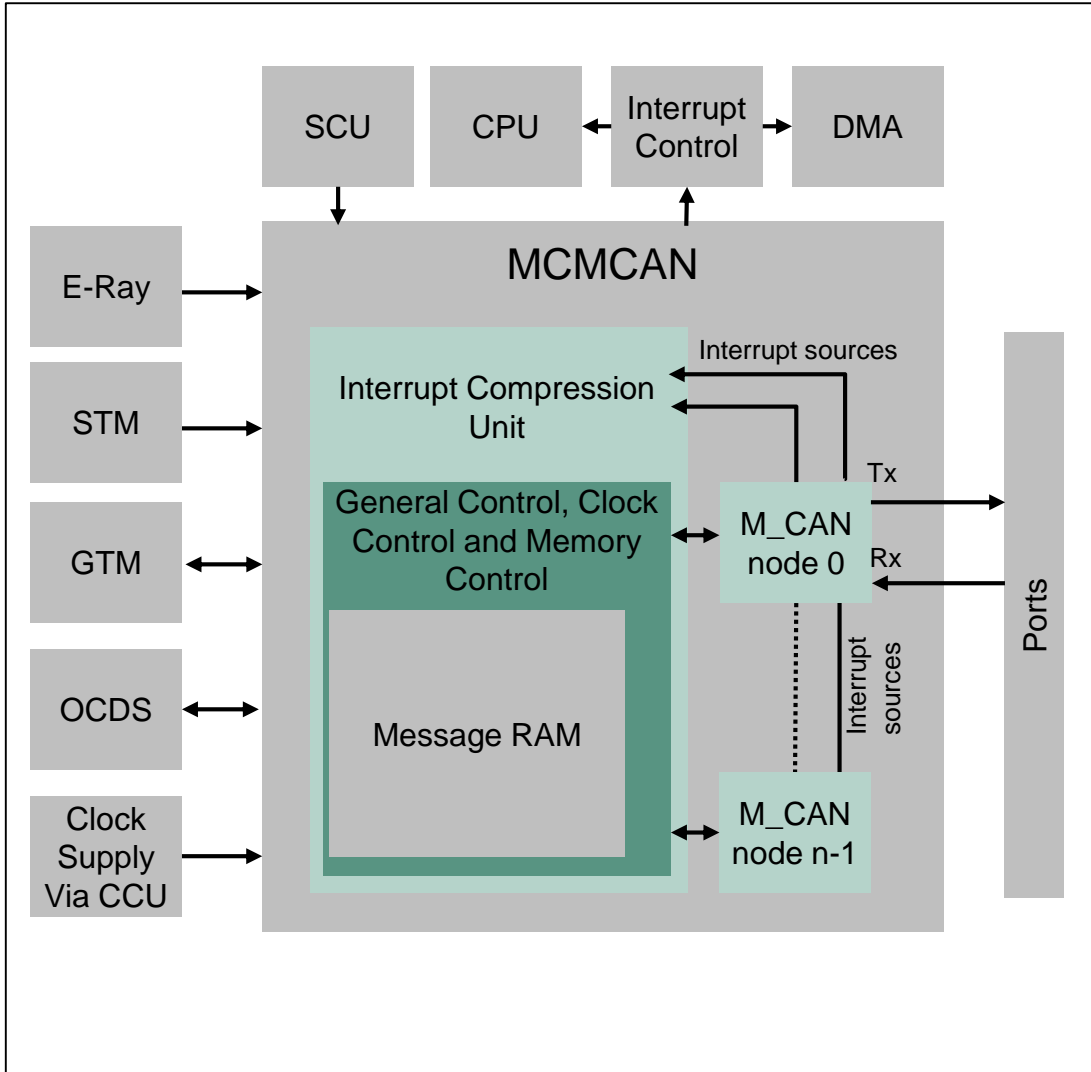 SCU
CPU
Interrupt
Control
DMA
MCMCAN
E-Ray
STM
GTM
OCDS
Clock
Supply
Via CCU
Interrupt sources
Interrupt Compression
Unit
General Control, Clock
Control and Memory
Control
Message RAM
Tx
M_CAN
node 0
Rx
Interrupt
sources
M_CAN
node n-1
Ports